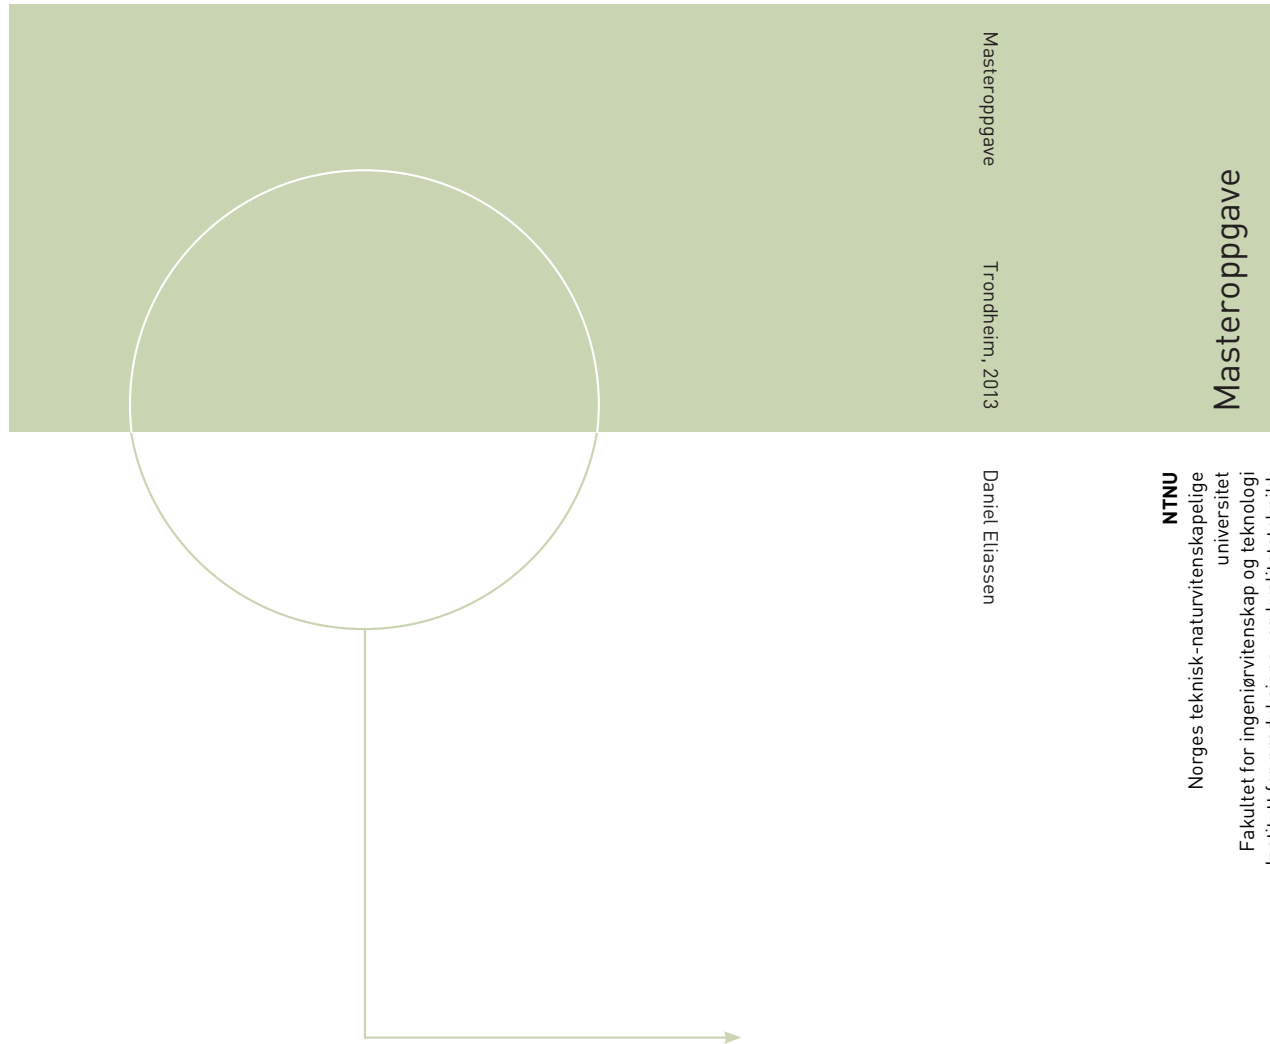 Masteroppgave
Trondheim, 2013
Daniel Eliassen
Masteroppgave
NTNU
Norges teknisk-naturvitenskapelige
universitet
Fakultet for ingeniørvitenskap og teknologi